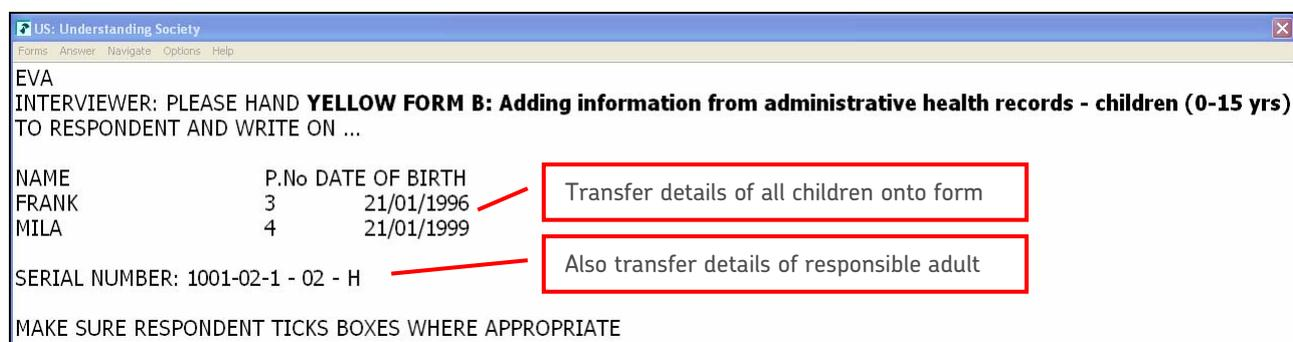 US: Understanding Society
Forms Answer Navigate Options Help
EVA
INTERVIEWER: PLEASE HAND YELLOW FORM B: Adding information from administrative health records - children (0-15 yrs)
TO RESPONDENT AND WRITE ON ...
NAME P.No DATE OF BIRTH
FRANK 3 21/01/1996
MILA 4 21/01/1999
Transfer details of all children onto form
SERIAL NUMBER: 1001-02-1 - 02 - H
Also transfer details of responsible adult
MAKE SURE RESPONDENT TICKS BOXES WHERE APPROPRIATE